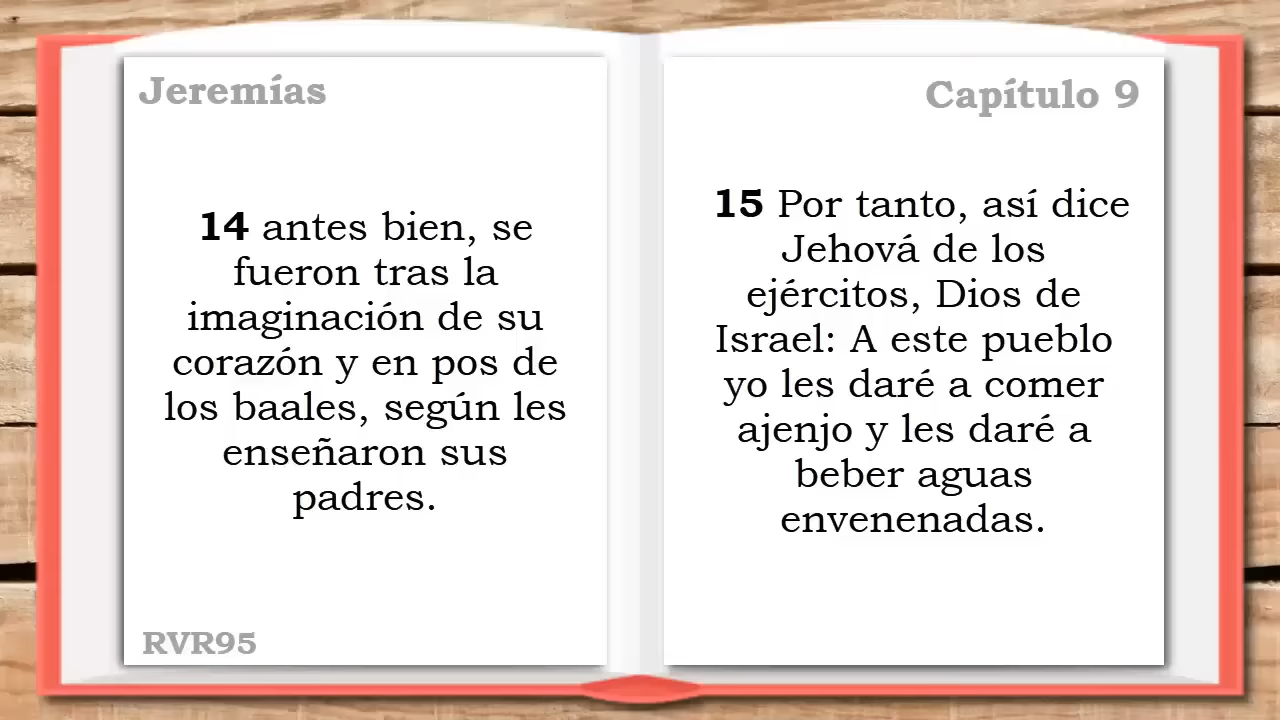 Jeremías
14 antes bien, se
fueron tras la
imaginación de su
corazón y en pos de
los baales, según les
enseñaron sus
padres.
RVR95
Capítulo 9
15 Por tanto, así dice
Jehová de los
ejércitos, Dios de
Israel: A este pueblo
yo les daré a comer
ajenjo y les daré a
beber aguas
envenenadas.